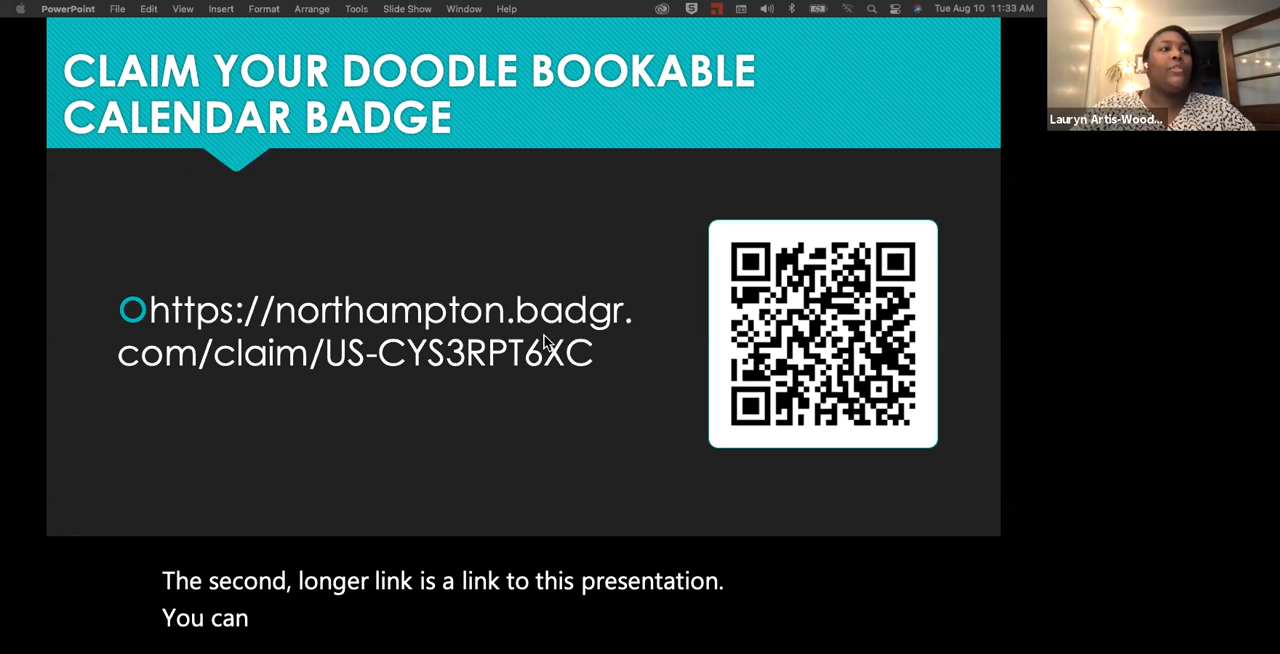 PowerPoint File Edit View Insert Format Arrange Tools Slide Show Window Help Tue Aug 10 11:33 AM
CLAIM YOUR DOODLE BOOKABLE
CALENDAR BADGE
Lauryn Artis-Wood...
https://northampton.badgr.
com/claim/US-CYS3RPT6XC
The second, longer link is a link to this presentation.
You can